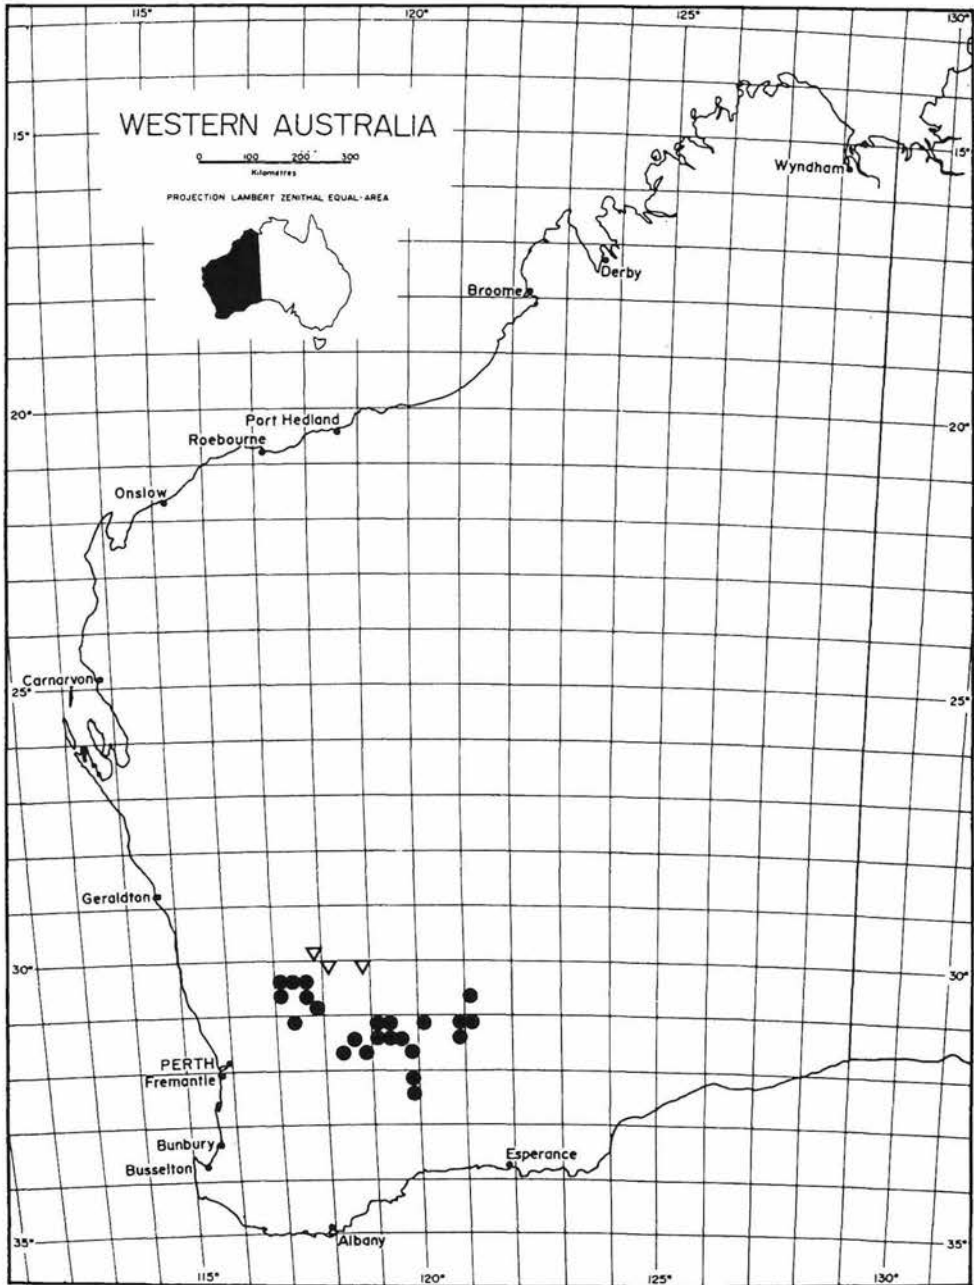 115° 120° 125° 130°
WESTERN AUSTRALIA
0 100 200 300
Kilometres
PROJECTION LAMBERT ZENITHAL EQUAL-AREA
15° 15°
Wyndham
Derby
Broome
20° 20°
Port Hedland
Roebourne
Onslow
Carnarvon
25° 25°
Geraldton
30° 30°
PERTH
Fremantle
Bunbury
Busselton
Esperance
Albany
35° 35°
115° 120° 125° 130°